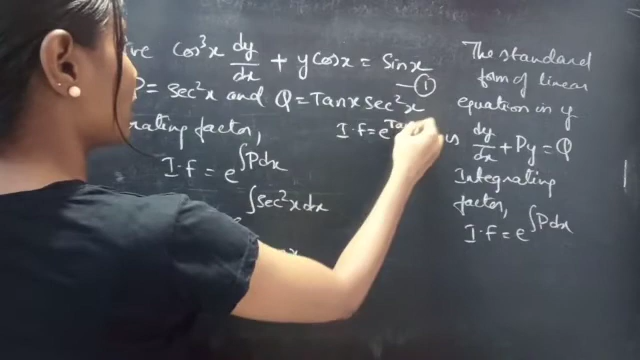 cos³x dy/dx + y cosx = sinx
— ①
P = sec²x and Q = Tanx sec²x
rating factor,
I.f = e^Tan
I.f = e^∫Pdx
∫sec²x dx
The standard
form of linear
equation in y
is dy/dx + Py = Q
Integrating
factor,
I.f = e^∫Pdx